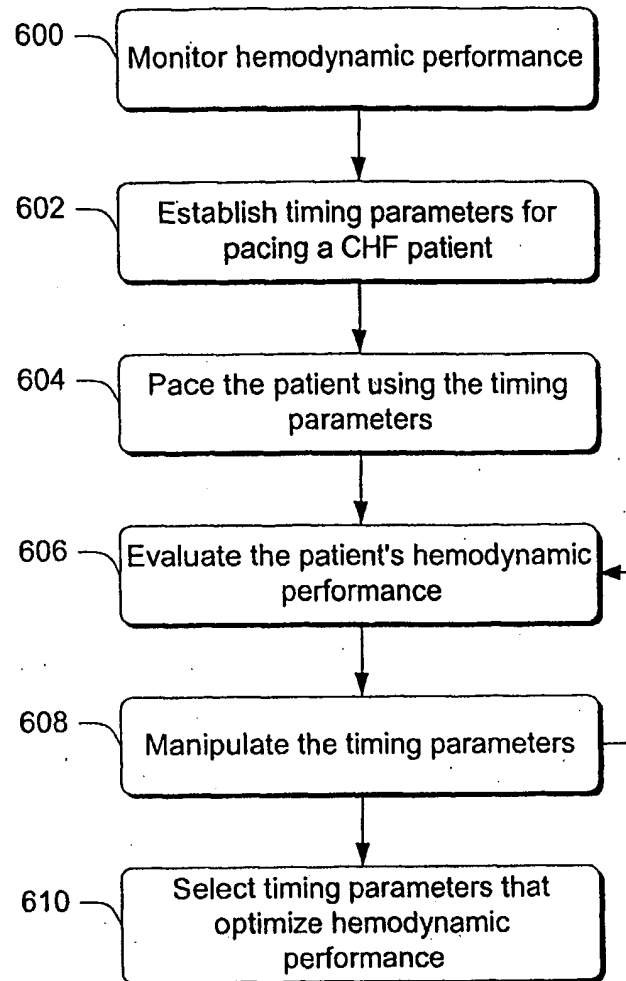 600
Monitor hemodynamic performance
602
Establish timing parameters for
pacing a CHF patient
604
Pace the patient using the timing
parameters
606
Evaluate the patient's hemodynamic
performance
608
Manipulate the timing parameters
610
Select timing parameters that
optimize hemodynamic
performance